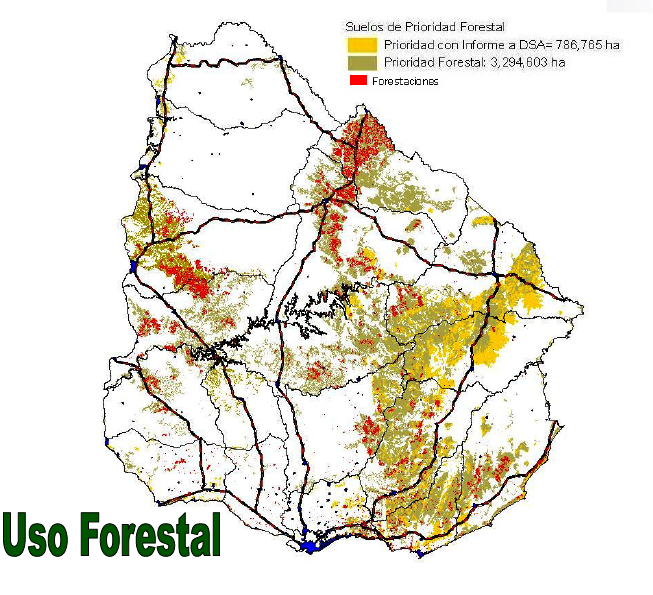 Suelos de Prioridad Forestal
Prioridad con Informe a DSA= 786,765 ha
Prioridad Forestal: 3,294,603 ha
Forestaciones
Uso Forestal